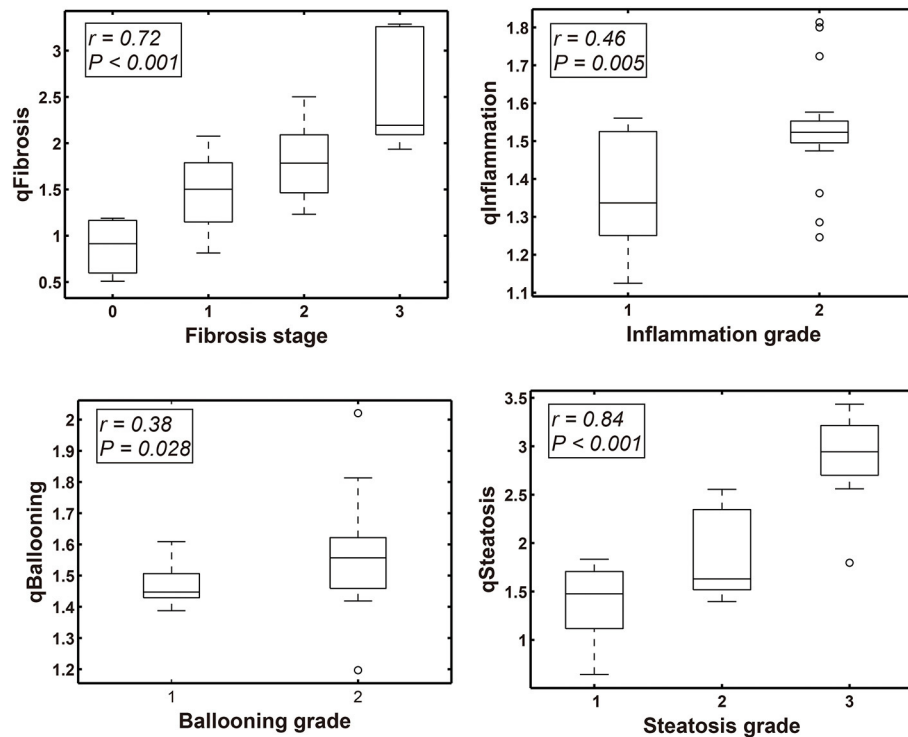 r = 0.72
P < 0.001
3
2.5
2
1.5
1
0.5
qFibrosis
0 1 2 3
Fibrosis stage
r = 0.46
P = 0.005
1.8
1.7
1.6
1.5
1.4
1.3
1.2
1.1
qInflammation
1 2
Inflammation grade
r = 0.38
P = 0.028
2
1.9
1.8
1.7
1.6
1.5
1.4
1.3
1.2
qBallooning
1 2
Ballooning grade
r = 0.84
P < 0.001
3.5
3
2.5
2
1.5
1
qSteatosis
1 2 3
Steatosis grade